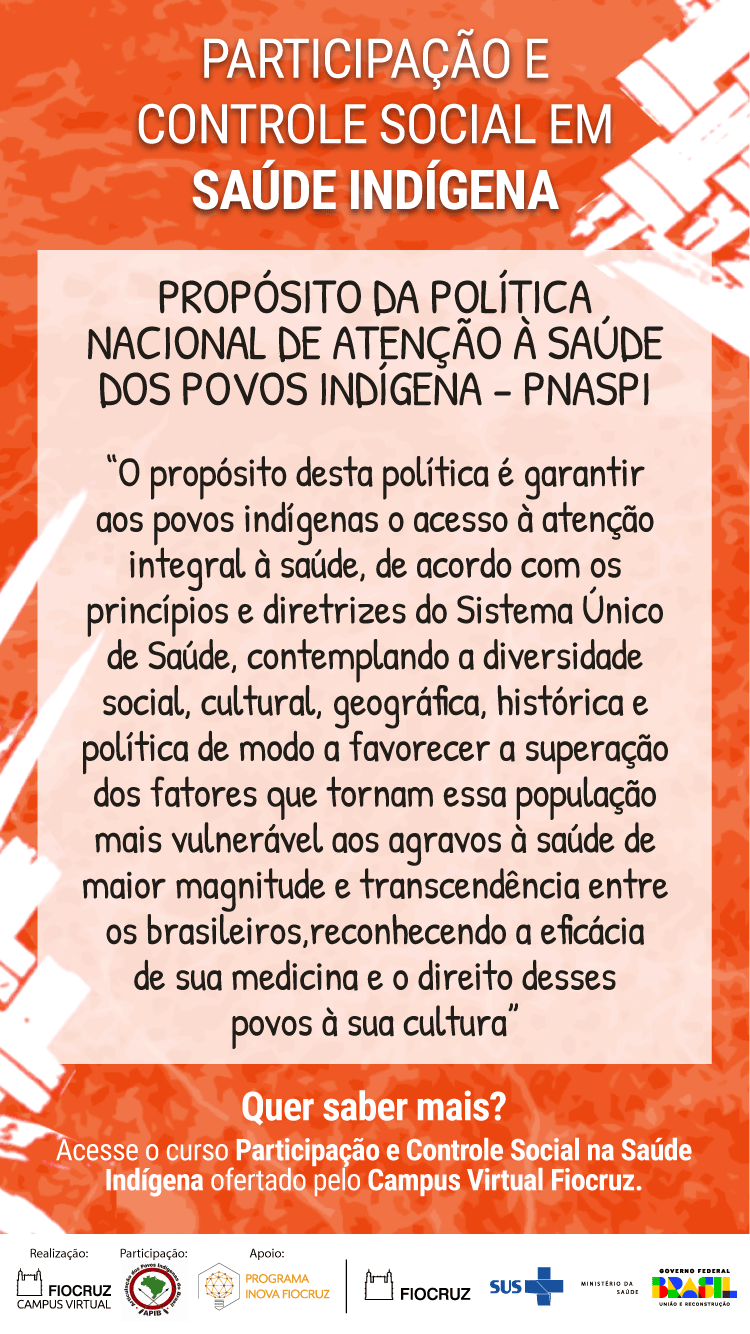 PARTICIPAÇÃO E
CONTROLE SOCIAL EM
SAÚDE INDÍGENA
PROPÓSITO DA POLÍTICA
NACIONAL DE ATENÇÃO À SAÚDE
DOS POVOS INDÍGENA – PNASPI
“O propósito desta política é garantir
aos povos indígenas o acesso à atenção
integral à saúde, de acordo com os
princípios e diretrizes do Sistema Único
de Saúde, contemplando a diversidade
social, cultural, geográfica, histórica e
política de modo a favorecer a superação
dos fatores que tornam essa população
mais vulnerável aos agravos à saúde de
maior magnitude e transcendência entre
os brasileiros,reconhecendo a eficácia
de sua medicina e o direito desses
povos à sua cultura”
Quer saber mais?
Acesse o curso Participação e Controle Social na Saúde
Indígena ofertado pelo Campus Virtual Fiocruz.
Realização:
FIOCRUZ
CAMPUS VIRTUAL
Participação:
Articulação dos Povos Indígenas do Brasil
APIB
Apoio:
PROGRAMA
INOVA FIOCRUZ
FIOCRUZ
SUS
MINISTÉRIO DA
SAÚDE
GOVERNO FEDERAL
BRASIL
UNIÃO E RECONSTRUÇÃO